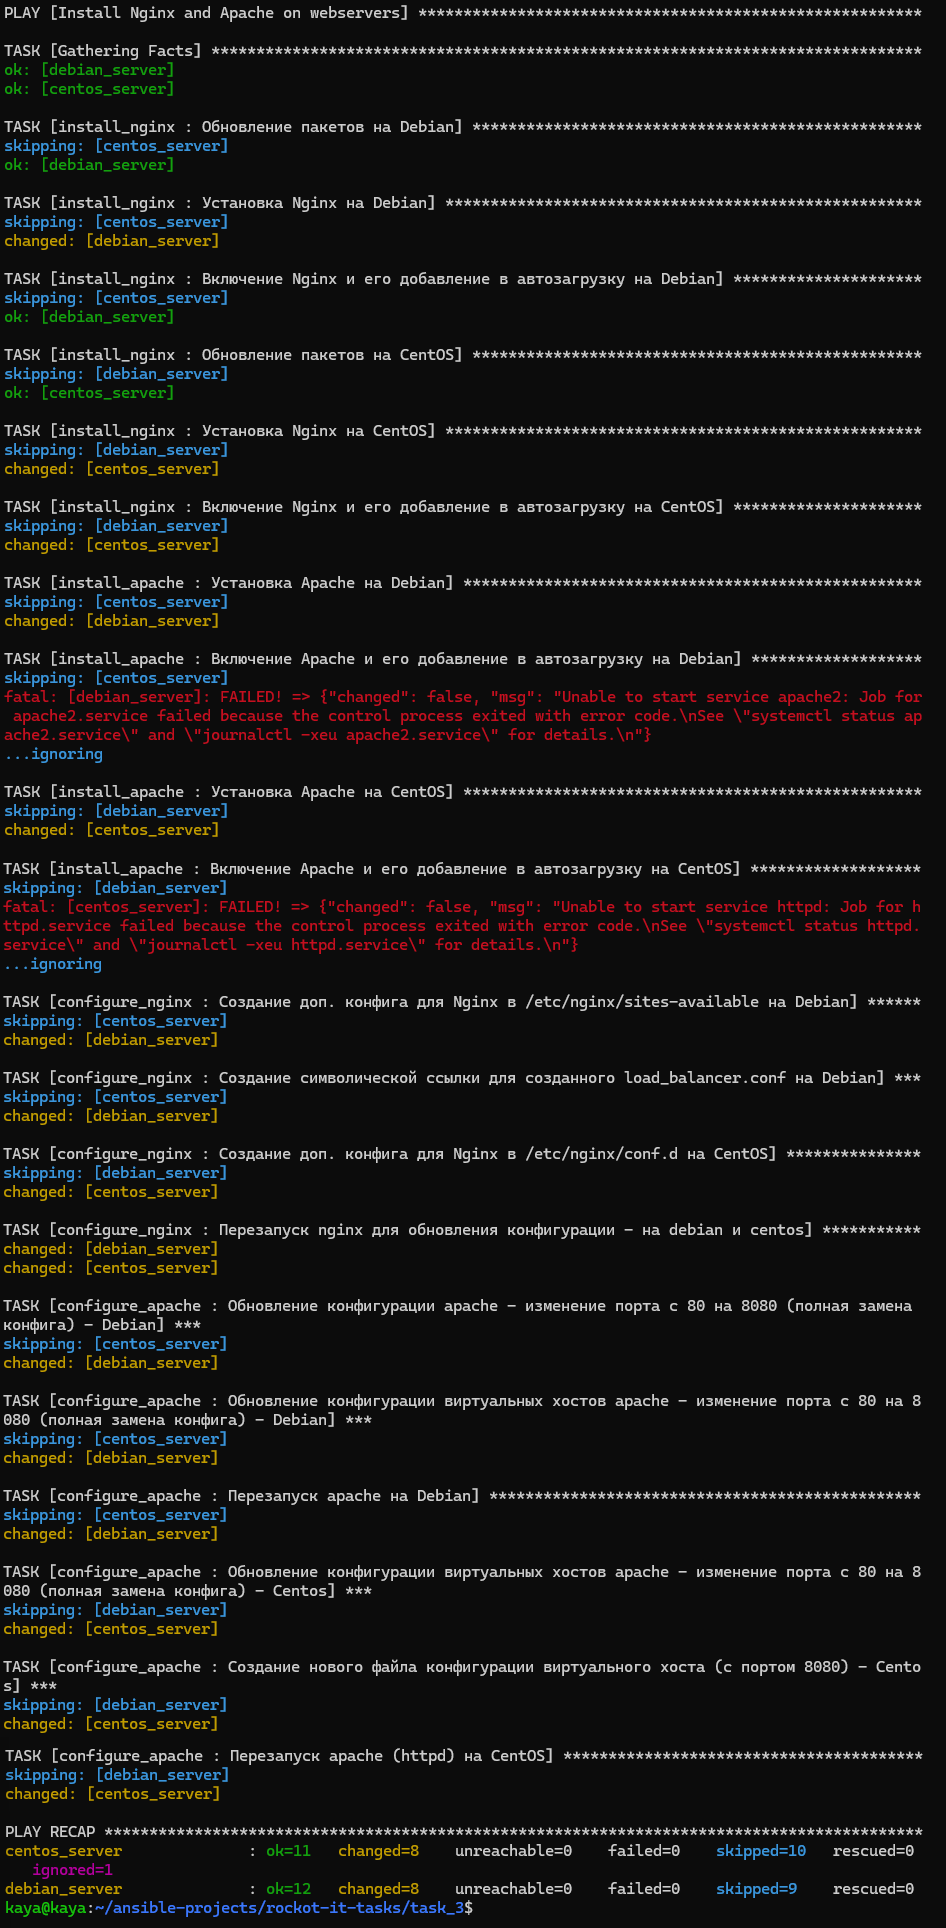 PLAY [Install Nginx and Apache on webservers] ********************************************************
TASK [Gathering Facts] *******************************************************************************
ok: [debian_server]
ok: [centos_server]
TASK [install_nginx : Обновление пакетов на Debian] **************************************************
skipping: [centos_server]
ok: [debian_server]
TASK [install_nginx : Установка Nginx на Debian] *****************************************************
skipping: [centos_server]
changed: [debian_server]
TASK [install_nginx : Включение Nginx и его добавление в автозагрузку на Debian] *********************
skipping: [centos_server]
ok: [debian_server]
TASK [install_nginx : Обновление пакетов на CentOS] **************************************************
skipping: [debian_server]
ok: [centos_server]
TASK [install_nginx : Установка Nginx на CentOS] *****************************************************
skipping: [debian_server]
changed: [centos_server]
TASK [install_nginx : Включение Nginx и его добавление в автозагрузку на CentOS] *********************
skipping: [debian_server]
changed: [centos_server]
TASK [install_apache : Установка Apache на Debian] ***************************************************
skipping: [centos_server]
changed: [debian_server]
TASK [install_apache : Включение Apache и его добавление в автозагрузку на Debian] *******************
skipping: [centos_server]
fatal: [debian_server]: FAILED! => {"changed": false, "msg": "Unable to start service apache2: Job for
apache2.service failed because the control process exited with error code.\nSee \"systemctl status ap
ache2.service\" and \"journalctl -xeu apache2.service\" for details.\n"}
...ignoring
TASK [install_apache : Установка Apache на CentOS] ***************************************************
skipping: [debian_server]
changed: [centos_server]
TASK [install_apache : Включение Apache и его добавление в автозагрузку на CentOS] *******************
skipping: [debian_server]
fatal: [centos_server]: FAILED! => {"changed": false, "msg": "Unable to start service httpd: Job for h
ttpd.service failed because the control process exited with error code.\nSee \"systemctl status httpd.
service\" and \"journalctl -xeu httpd.service\" for details.\n"}
...ignoring
TASK [configure_nginx : Создание доп. конфига для Nginx в /etc/nginx/sites-available на Debian] ******
skipping: [centos_server]
changed: [debian_server]
TASK [configure_nginx : Создание символической ссылки для созданного load_balancer.conf на Debian] ***
skipping: [centos_server]
changed: [debian_server]
TASK [configure_nginx : Создание доп. конфига для Nginx в /etc/nginx/conf.d на CentOS] ***************
skipping: [debian_server]
changed: [centos_server]
TASK [configure_nginx : Перезапуск nginx для обновления конфигурации - на debian и centos] ***********
changed: [debian_server]
changed: [centos_server]
TASK [configure_apache : Обновление конфигурации apache - изменение порта с 80 на 8080 (полная замена
конфига) - Debian] ***
skipping: [centos_server]
changed: [debian_server]
TASK [configure_apache : Обновление конфигурации виртуальных хостов apache - изменение порта с 80 на 8
080 (полная замена конфига) - Debian] ***
skipping: [centos_server]
changed: [debian_server]
TASK [configure_apache : Перезапуск apache на Debian] ************************************************
skipping: [centos_server]
changed: [debian_server]
TASK [configure_apache : Обновление конфигурации виртуальных хостов apache - изменение порта с 80 на 8
080 (полная замена конфига) - Centos] ***
skipping: [debian_server]
changed: [centos_server]
TASK [configure_apache : Создание нового файла конфигурации виртуального хоста (с портом 8080) - Cento
s] ***
skipping: [debian_server]
changed: [centos_server]
TASK [configure_apache : Перезапуск apache (httpd) на CentOS] ****************************************
skipping: [debian_server]
changed: [centos_server]
PLAY RECAP *******************************************************************************************
centos_server              : ok=11   changed=8    unreachable=0    failed=0    skipped=10   rescued=0
ignored=1
debian_server              : ok=12   changed=8    unreachable=0    failed=0    skipped=9    rescued=0
kaya@kaya:~/ansible-projects/rockot-it-tasks/task_3$